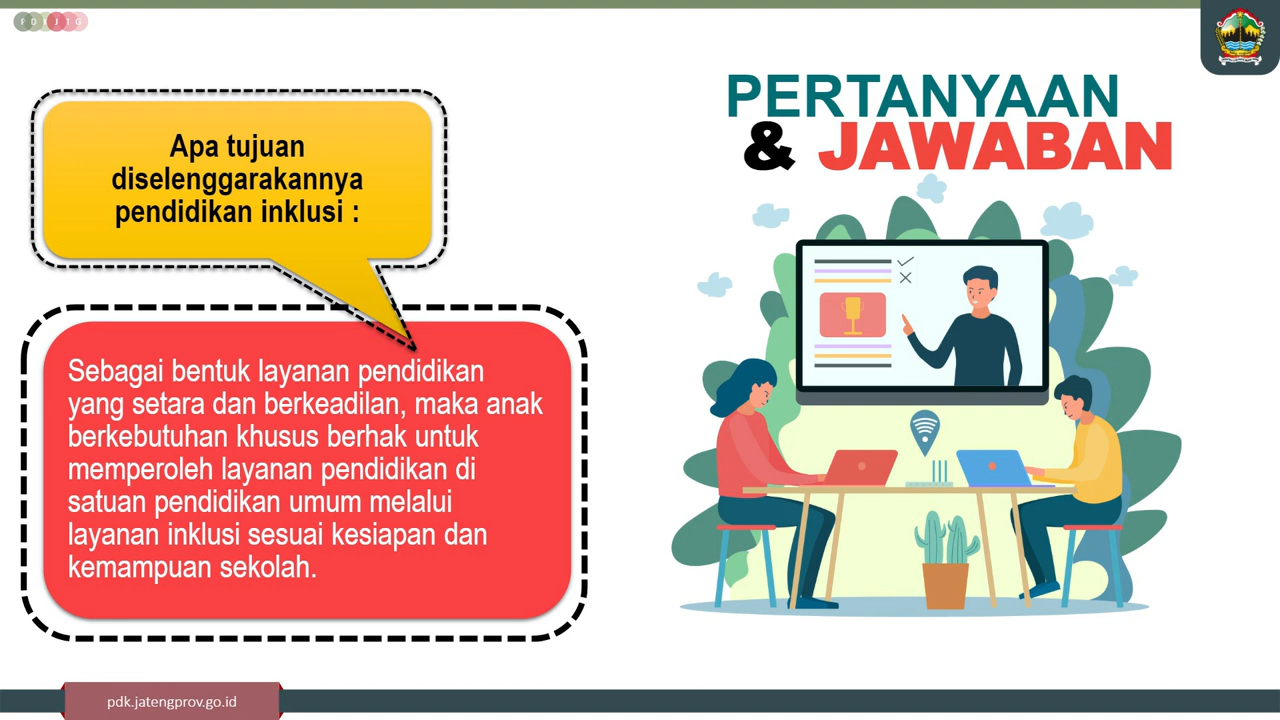 PDKJTG
PERTANYAAN
& JAWABAN
Apa tujuan
diselenggarakannya
pendidikan inklusi :
Sebagai bentuk layanan pendidikan
yang setara dan berkeadilan, maka anak
berkebutuhan khusus berhak untuk
memperoleh layanan pendidikan di
satuan pendidikan umum melalui
layanan inklusi sesuai kesiapan dan
kemampuan sekolah.
pdk.jatengprov.go.id